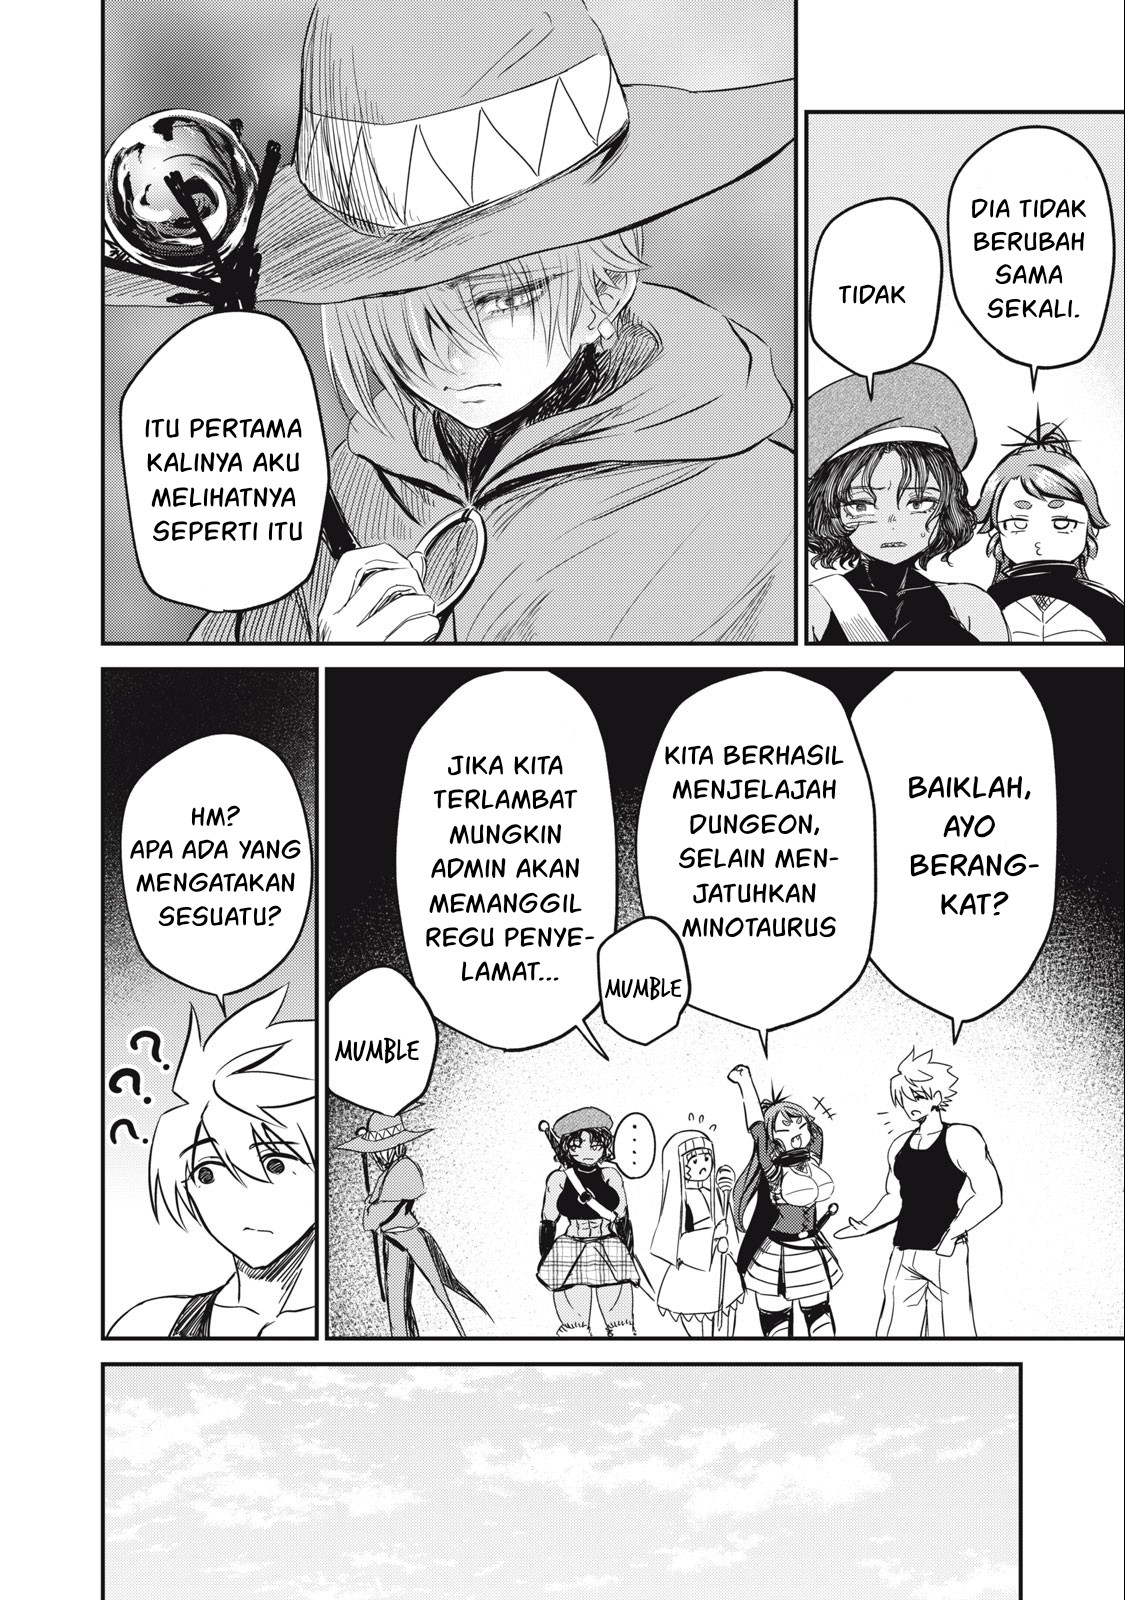 DIA TIDAK
BERUBAH
SAMA
SEKALI.
TIDAK
ITU PERTAMA
KALINYA AKU
MELIHATNYA
SEPERTI ITU
BAIKLAH,
AYO
BERANG-
KAT?
KITA BERHASIL
MENJELAJAH
DUNGEON,
SELAIN MEN-
JATUHKAN
MINOTAURUS
JIKA KITA
TERLAMBAT
MUNGKIN
ADMIN AKAN
MEMANGGIL
REGU PENYE-
LAMAT...
MUMBLE
MUMBLE
....
HM?
APA ADA YANG
MENGATAKAN
SESUATU?
???